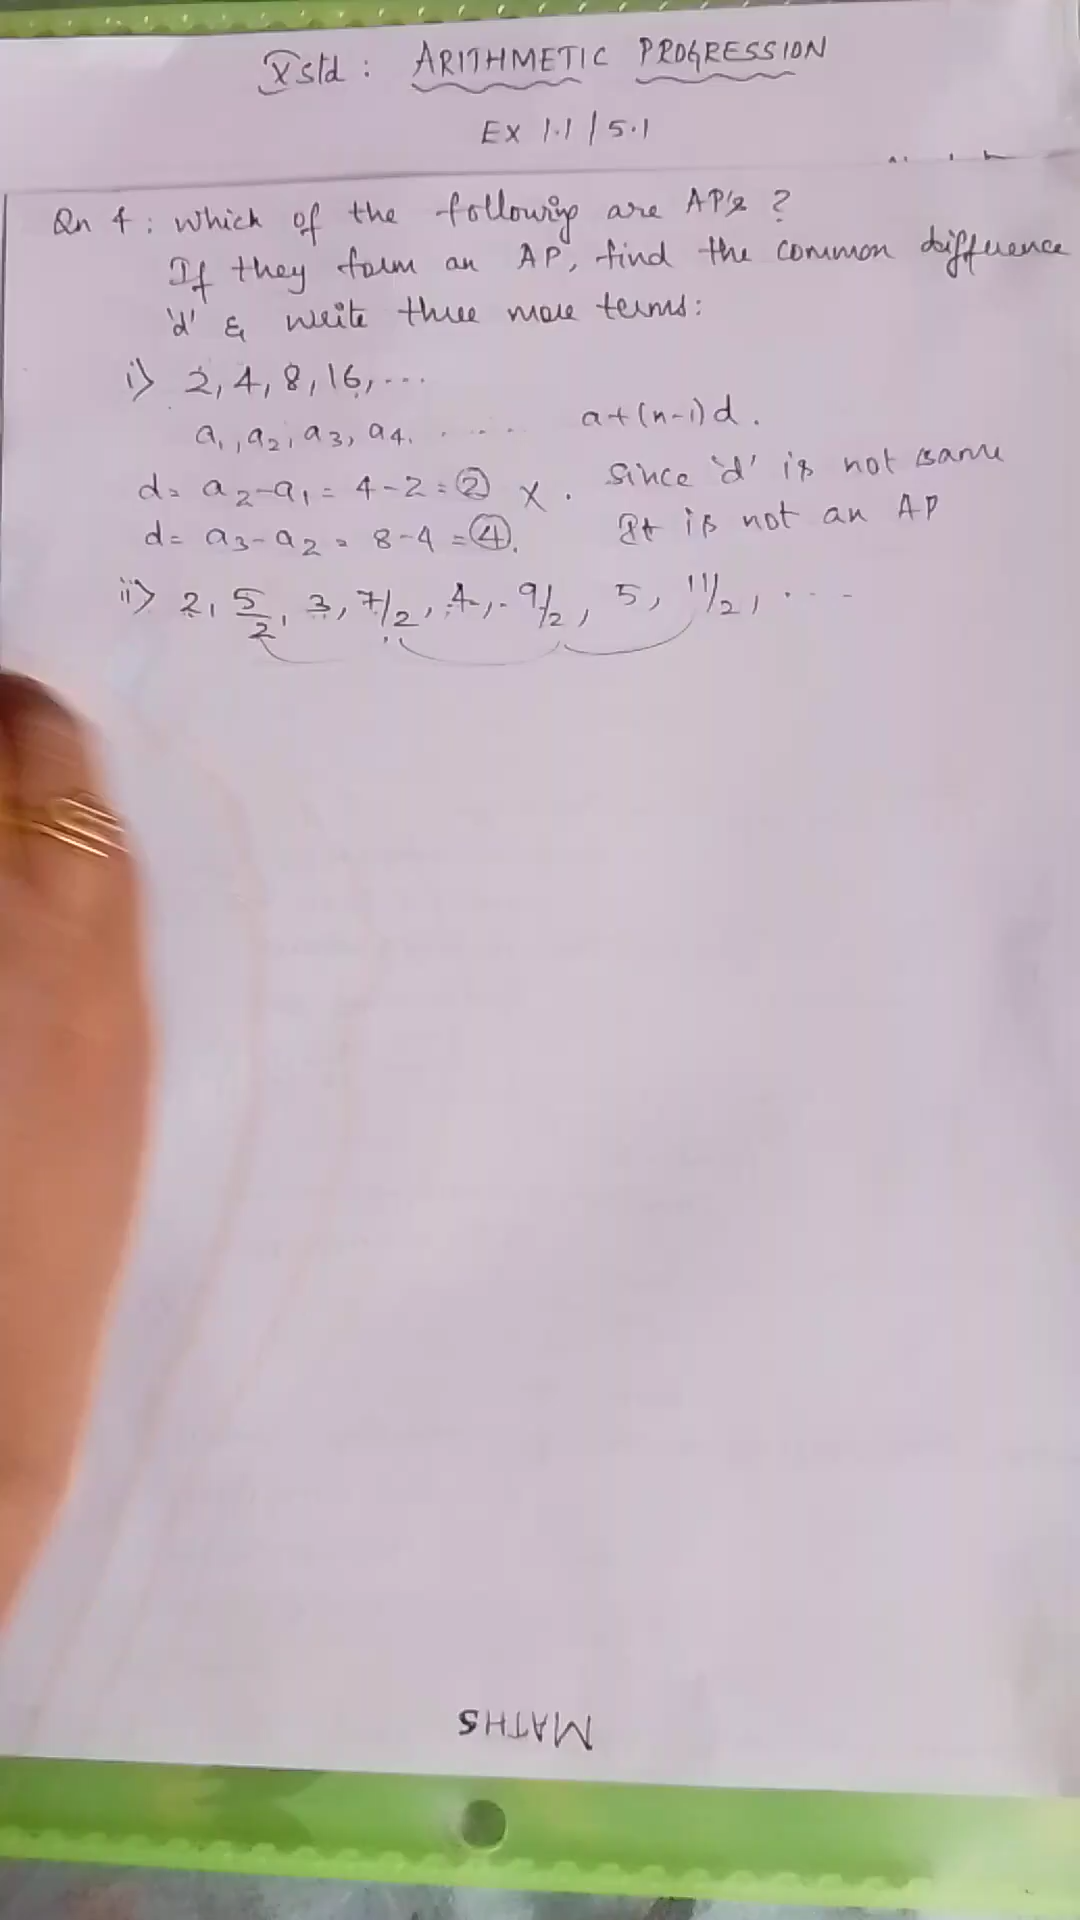 X std : ARITHMETIC PROGRESSION
Ex 1.1 / 5.1
Qn 4 : Which of the following are AP's ?
If they form an AP, find the common difference
'd' & write three more terms:
i) 2, 4, 8, 16, ...
a1, a2, a3, a4. ..... a+(n-1)d.
d= a2-a1 = 4-2 = 2 X . Since 'd' is not same
d= a3-a2 = 8-4 = 4. It is not an AP
ii) 2, 5/2, 3, 7/2, 4, 9/2, 5, 11/2, ....
MATHS